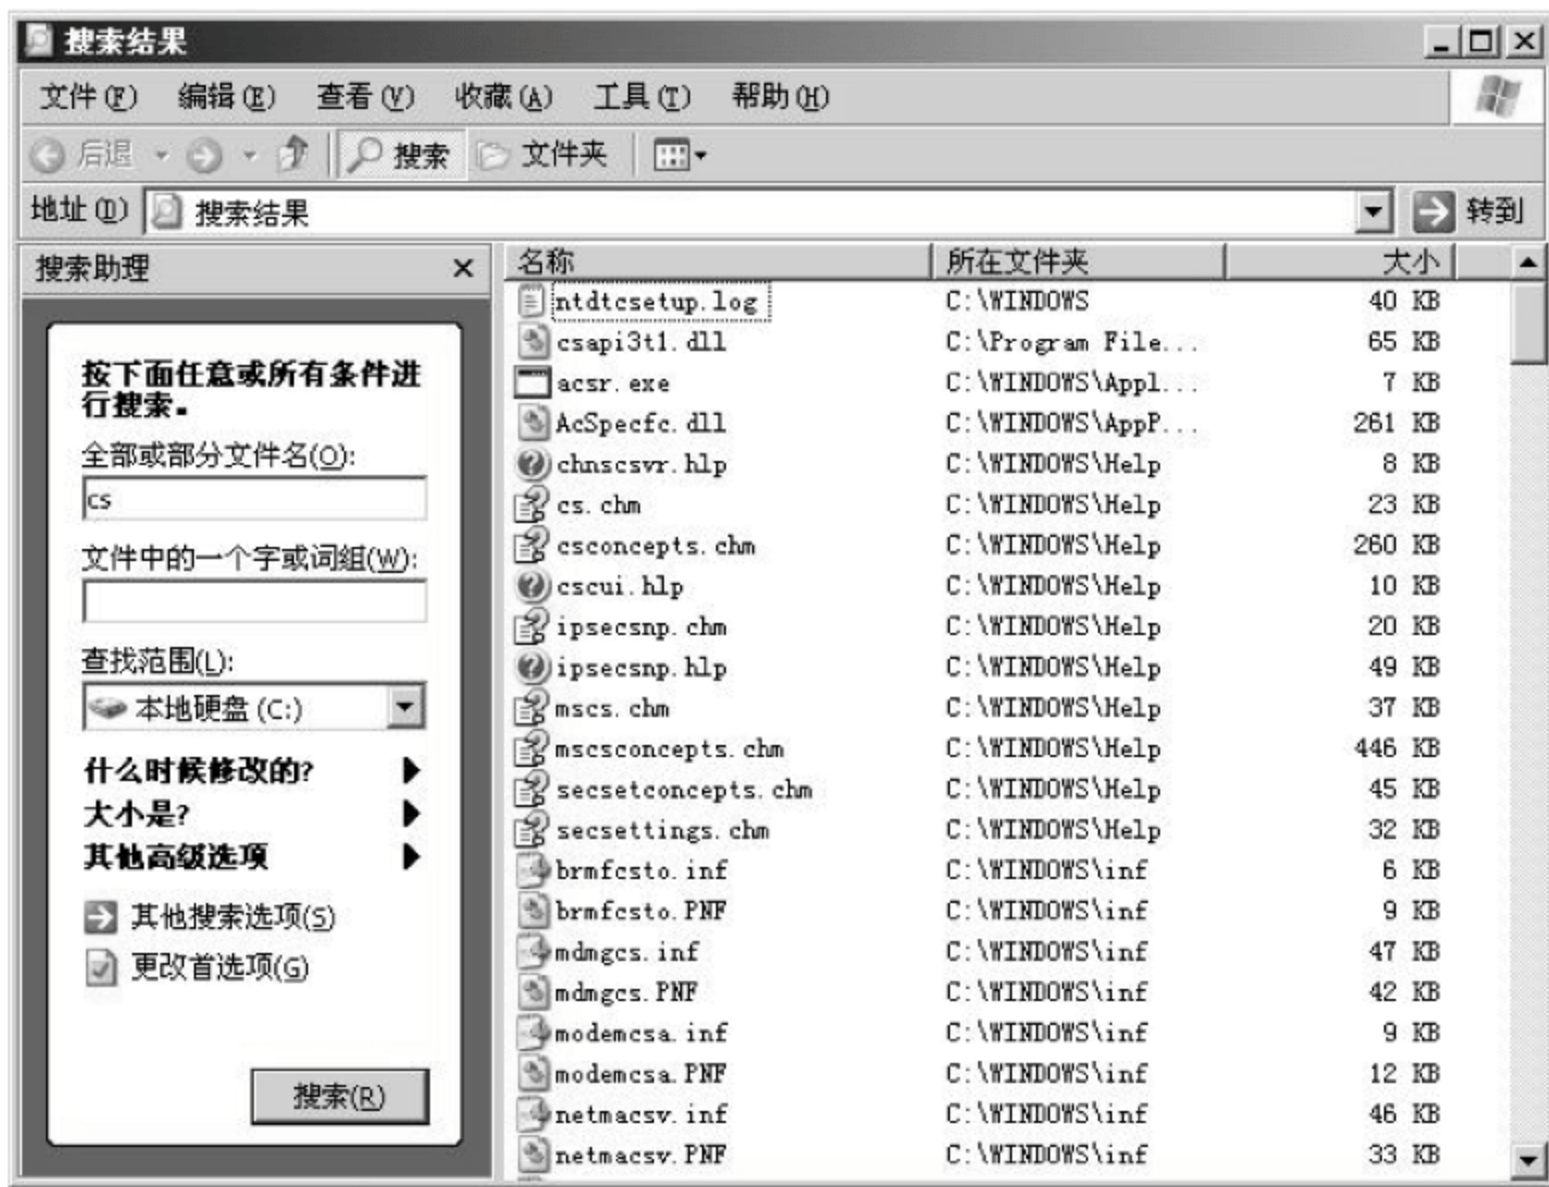 搜索结果
文件(F) 编辑(E) 查看(V) 收藏(A) 工具(T) 帮助(H)
后退 搜索 文件夹
地址(D) 搜索结果 转到
搜索助理
按下面任意或所有条件进
行搜索。
全部或部分文件名(O):
cs
文件中的一个字或词组(W):
查找范围(L):
本地硬盘 (C:)
什么时候修改的?
大小是?
其他高级选项
其他搜索选项(S)
更改首选项(G)
搜索(R)
名称 所在文件夹 大小
ntdtcsetup.log C:\WINDOWS 40 KB
csapi3t1.dll C:\Program File... 65 KB
acsr.exe C:\WINDOWS\Appl... 7 KB
AcSpecfc.dll C:\WINDOWS\AppP... 261 KB
chnscsvr.hlp C:\WINDOWS\Help 8 KB
cs.chm C:\WINDOWS\Help 23 KB
csconcepts.chm C:\WINDOWS\Help 260 KB
cscui.hlp C:\WINDOWS\Help 10 KB
ipsecsnp.chm C:\WINDOWS\Help 20 KB
ipsecsnp.hlp C:\WINDOWS\Help 49 KB
mscs.chm C:\WINDOWS\Help 37 KB
mscsconcepts.chm C:\WINDOWS\Help 446 KB
secsetconcepts.chm C:\WINDOWS\Help 45 KB
secsettings.chm C:\WINDOWS\Help 32 KB
brmfcsto.inf C:\WINDOWS\inf 6 KB
brmfcsto.PNF C:\WINDOWS\inf 9 KB
mdmgcs.inf C:\WINDOWS\inf 47 KB
mdmgcs.PNF C:\WINDOWS\inf 42 KB
modemcsa.inf C:\WINDOWS\inf 9 KB
modemcsa.PNF C:\WINDOWS\inf 12 KB
netmacsv.inf C:\WINDOWS\inf 46 KB
netmacsv.PNF C:\WINDOWS\inf 33 KB